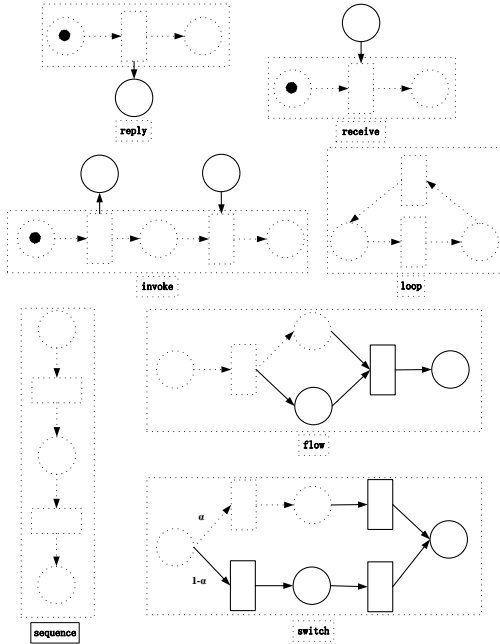 reply
receive
invoke
loop
flow
α
1-α
sequence
switch